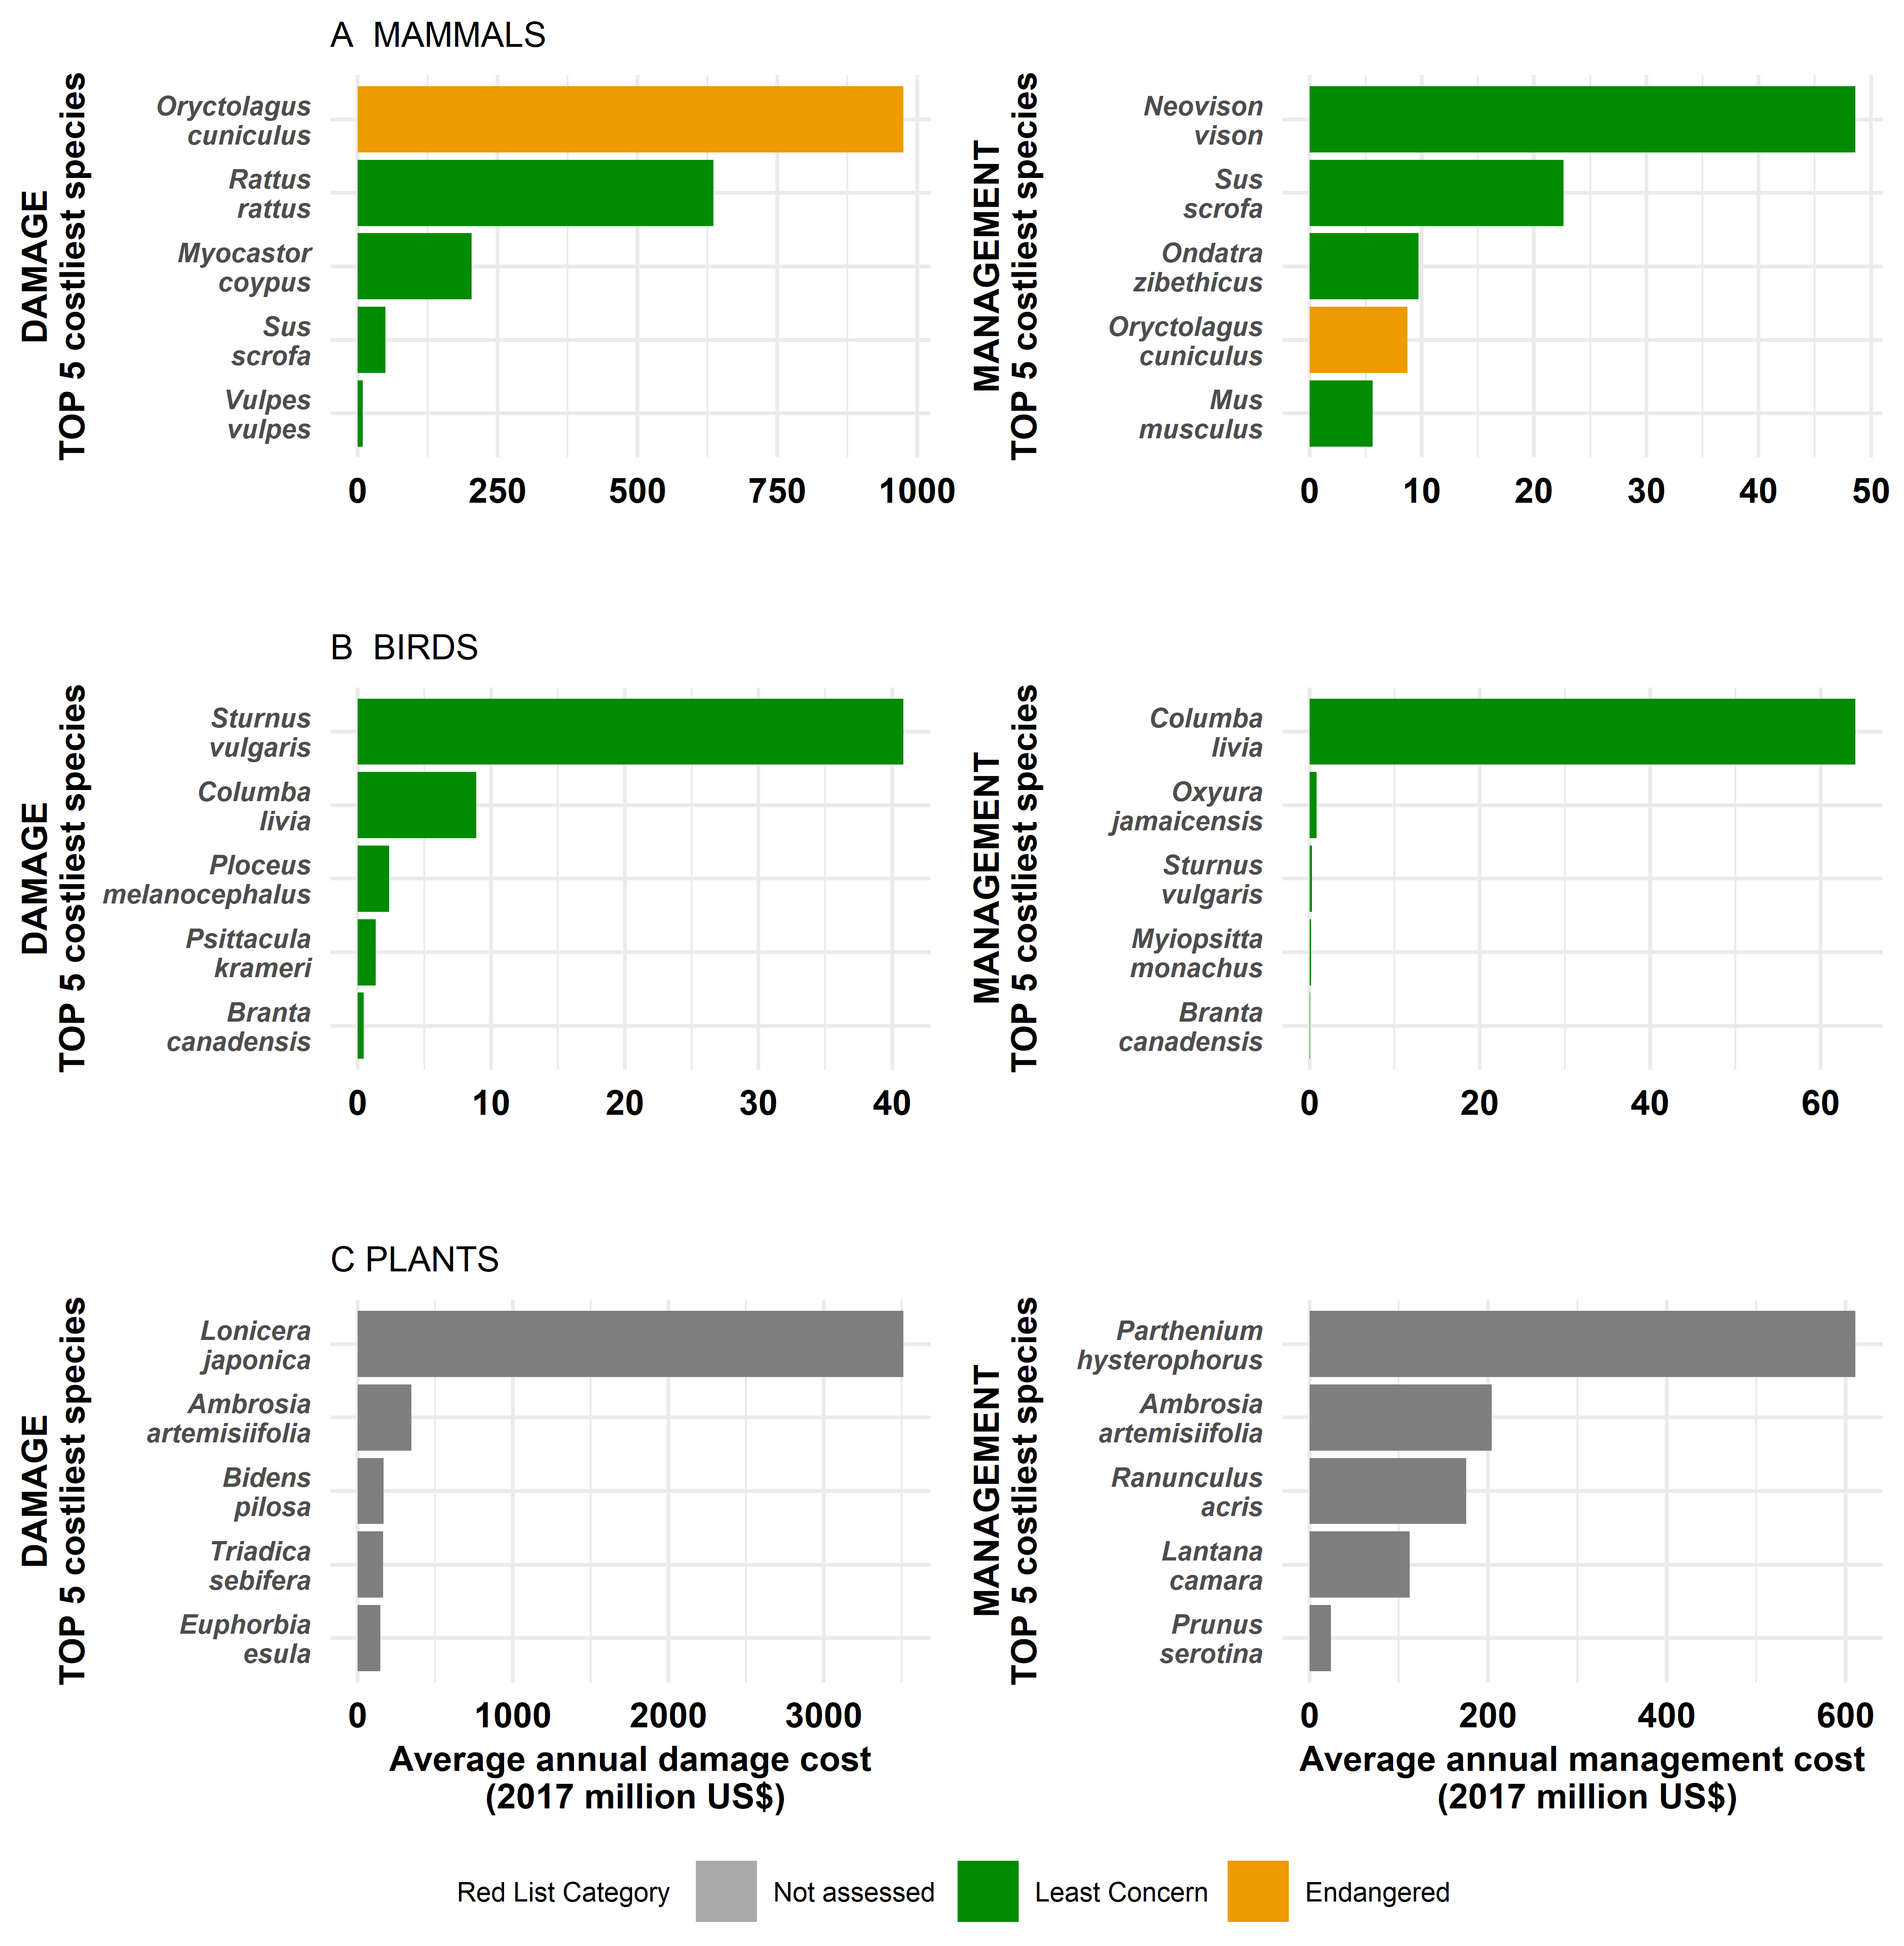 A MAMMALS
DAMAGE
TOP 5 costliest species
Oryctolagus
cuniculus
Rattus
rattus
Myocastor
coypus
Sus
scrofa
Vulpes
vulpes
0 250 500 750 1000
MANAGEMENT
TOP 5 costliest species
Neovison
vison
Sus
scrofa
Ondatra
zibethicus
Oryctolagus
cuniculus
Mus
musculus
0 10 20 30 40 50
B BIRDS
DAMAGE
TOP 5 costliest species
Sturnus
vulgaris
Columba
livia
Ploceus
melanocephalus
Psittacula
krameri
Branta
canadensis
0 10 20 30 40
MANAGEMENT
TOP 5 costliest species
Columba
livia
Oxyura
jamaicensis
Sturnus
vulgaris
Myiopsitta
monachus
Branta
canadensis
0 20 40 60
C PLANTS
DAMAGE
TOP 5 costliest species
Lonicera
japonica
Ambrosia
artemisiifolia
Bidens
pilosa
Triadica
sebifera
Euphorbia
esula
0 1000 2000 3000
Average annual damage cost
(2017 million US$)
MANAGEMENT
TOP 5 costliest species
Parthenium
hysterophorus
Ambrosia
artemisiifolia
Ranunculus
acris
Lantana
camara
Prunus
serotina
0 200 400 600
Average annual management cost
(2017 million US$)
Red List Category Not assessed Least Concern Endangered